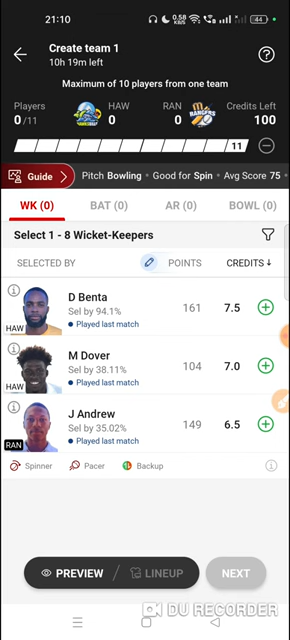 21:10
0.58 KB/S
44
Create team 1
10h 19m left
Maximum of 10 players from one team
Players HAW RAN Credits Left
0/11 0 0 100
11
Guide Pitch Bowling • Good for Spin • Avg Score 75 •
WK (0) BAT (0) AR (0) BOWL (0)
Select 1 - 8 Wicket-Keepers
SELECTED BY POINTS CREDITS ↓
D Benta
Sel by 94.1%
Played last match
161 7.5
HAW
M Dover
Sel by 38.11%
Played last match
104 7.0
HAW
J Andrew
Sel by 35.02%
Played last match
149 6.5
RAN
Spinner Pacer Backup
PREVIEW / LINEUP NEXT
DU RECORDER